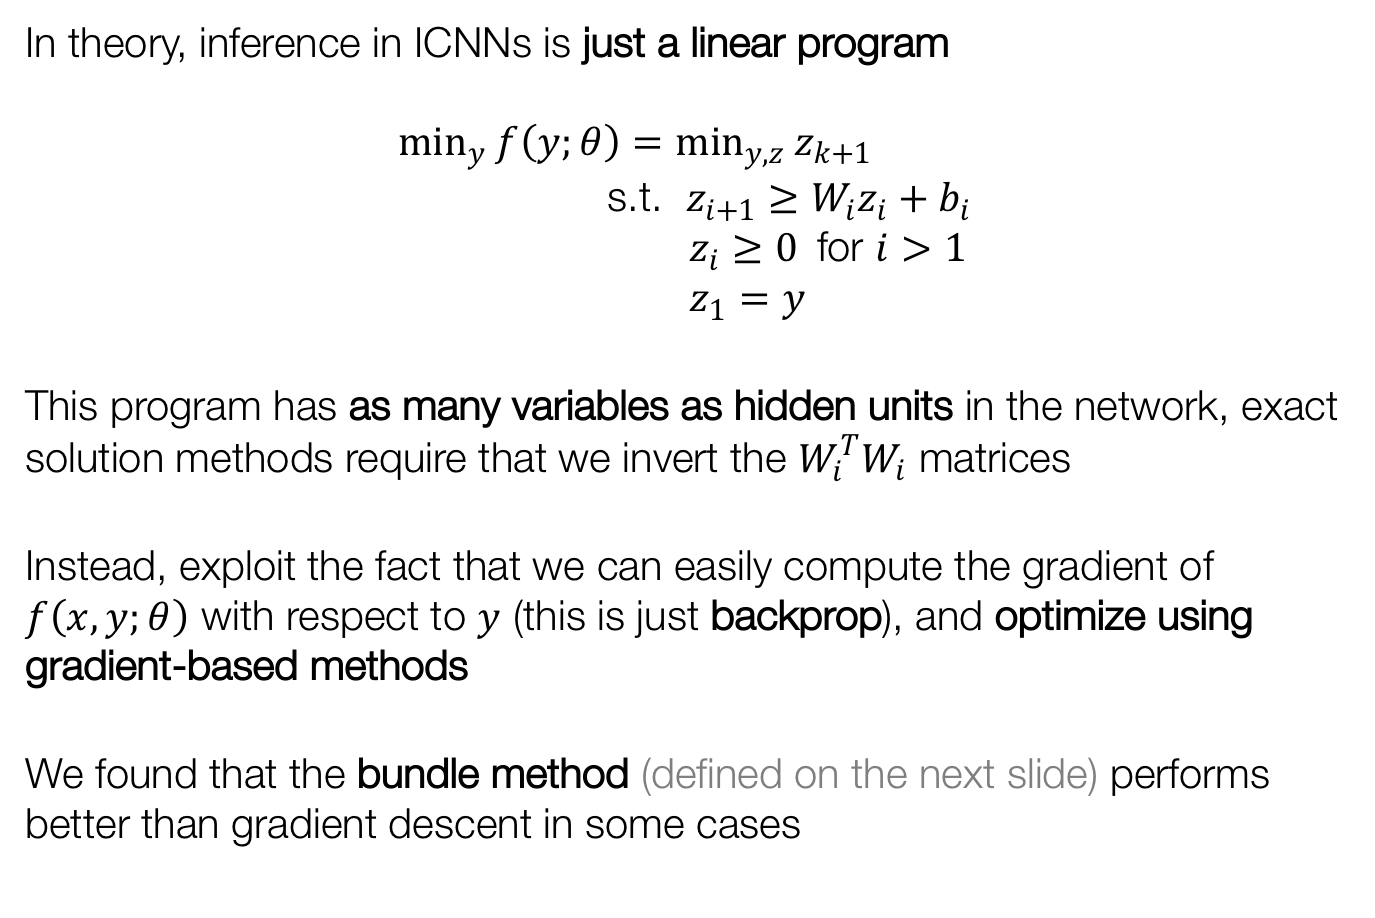 In theory, inference in ICNNs is just a linear program
min_y f(y; θ) = min_{y,z} z_{k+1}
s.t. z_{i+1} ≥ W_i z_i + b_i
z_i ≥ 0 for i > 1
z_1 = y
This program has as many variables as hidden units in the network, exact
solution methods require that we invert the W_i^T W_i matrices
Instead, exploit the fact that we can easily compute the gradient of
f(x, y; θ) with respect to y (this is just backprop), and optimize using
gradient-based methods
We found that the bundle method (defined on the next slide) performs
better than gradient descent in some cases